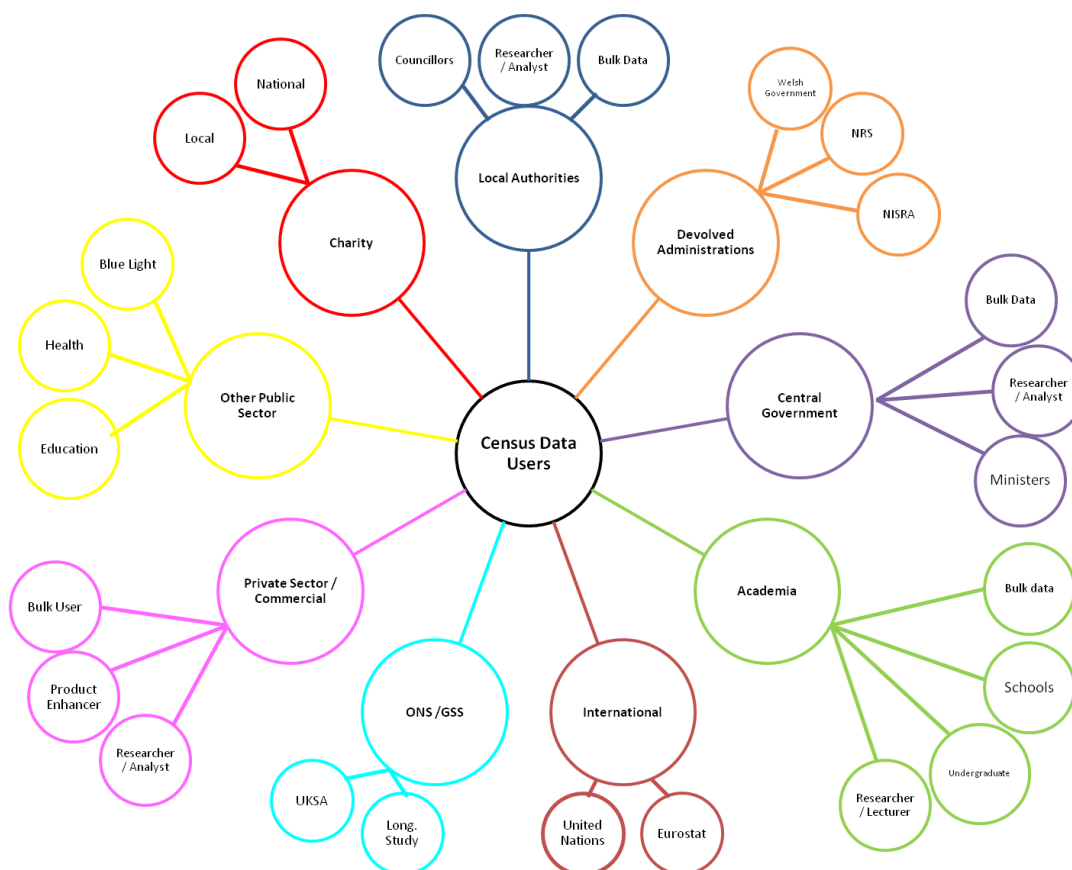 Census Data
Users
Local Authorities
Councillors
Researcher
/ Analyst
Bulk Data
Devolved
Administrations
Welsh
Government
NRS
NISRA
Central
Government
Bulk Data
Researcher
/ Analyst
Ministers
Academia
Bulk data
Schools
Undergraduate
Researcher
/ Lecturer
International
Eurostat
United
Nations
ONS /GSS
Long.
Study
UKSA
Private Sector /
Commercial
Researcher
/ Analyst
Product
Enhancer
Bulk User
Other Public
Sector
Education
Health
Blue Light
Charity
Local
National